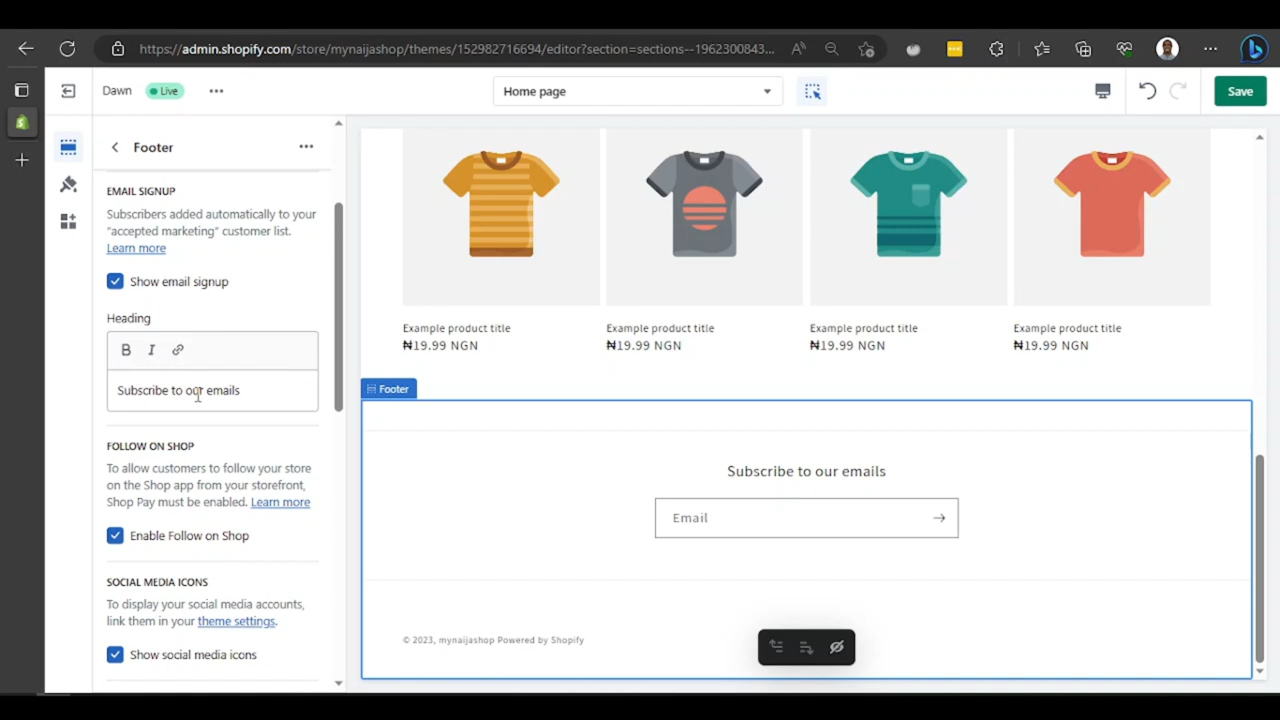 https://admin.shopify.com/store/mynaijashop/themes/152982716694/editor?section=sections--1962300843...
Dawn
Live
Home page
Save
Footer
EMAIL SIGNUP
Subscribers added automatically to your
"accepted marketing" customer list.
Learn more
Show email signup
Heading
B I
Subscribe to our emails
FOLLOW ON SHOP
To allow customers to follow your store
on the Shop app from your storefront,
Shop Pay must be enabled. Learn more
Enable Follow on Shop
SOCIAL MEDIA ICONS
To display your social media accounts,
link them in your theme settings.
Show social media icons
Example product title
₦19.99 NGN
Example product title
₦19.99 NGN
Example product title
₦19.99 NGN
Example product title
₦19.99 NGN
Footer
Subscribe to our emails
Email
© 2023, mynaijashop Powered by Shopify